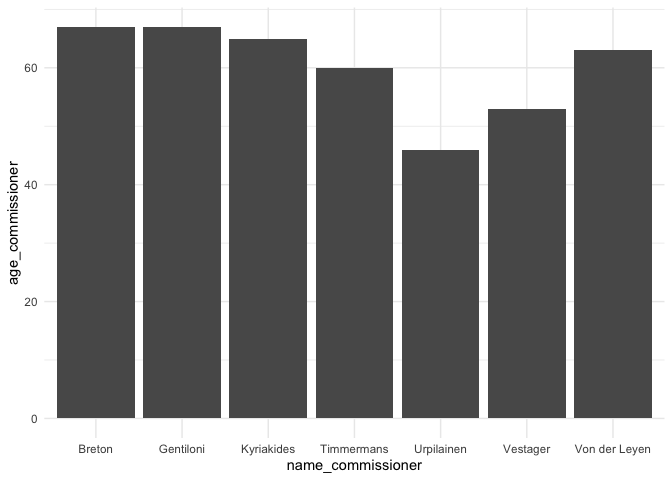 60
40
20
0
age_commissioner
Breton Gentiloni Kyriakides Timmermans Urpilainen Vestager Von der Leyen
name_commissioner